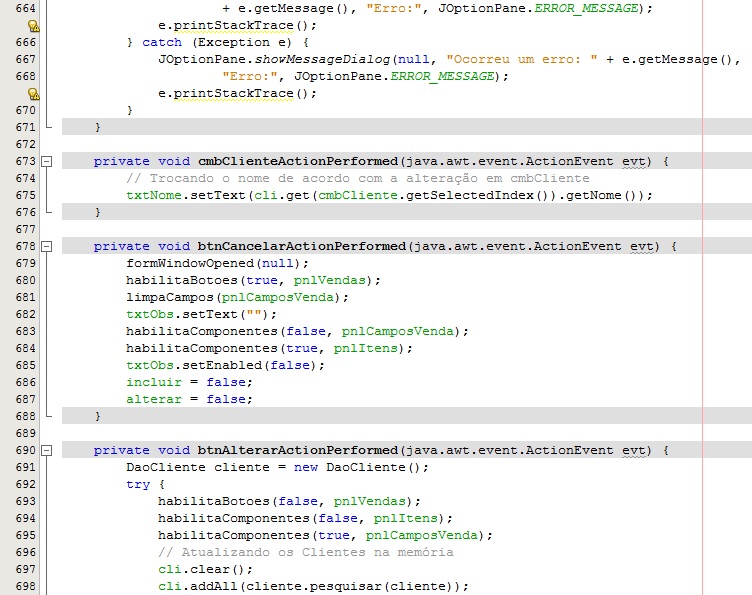 664 + e.getMessage(), "Erro:", JOptionPane.ERROR_MESSAGE);
e.printStackTrace();
666 } catch (Exception e) {
667 JOptionPane.showMessageDialog(null, "Ocorreu um erro: " + e.getMessage(),
668 "Erro:", JOptionPane.ERROR_MESSAGE);
e.printStackTrace();
670 }
671 }
672
673 private void cmbClienteActionPerformed(java.awt.event.ActionEvent evt) {
674 // Trocando o nome de acordo com a alteração em cmbCliente
675 txtNome.setText(cli.get(cmbCliente.getSelectedIndex()).getNome());
676 }
677
678 private void btnCancelarActionPerformed(java.awt.event.ActionEvent evt) {
679 formWindowOpened(null);
680 habilitaBotoes(true, pnlVendas);
681 limpaCampos(pnlCamposVenda);
682 txtObs.setText("");
683 habilitaComponentes(false, pnlCamposVenda);
684 habilitaComponentes(true, pnlItens);
685 txtObs.setEnabled(false);
686 incluir = false;
687 alterar = false;
688 }
689
690 private void btnAlterarActionPerformed(java.awt.event.ActionEvent evt) {
691 DaoCliente cliente = new DaoCliente();
692 try {
693 habilitaBotoes(false, pnlVendas);
694 habilitaComponentes(false, pnlItens);
695 habilitaComponentes(true, pnlCamposVenda);
696 // Atualizando os Clientes na memória
697 cli.clear();
698 cli.addAll(cliente.pesquisar(cliente));